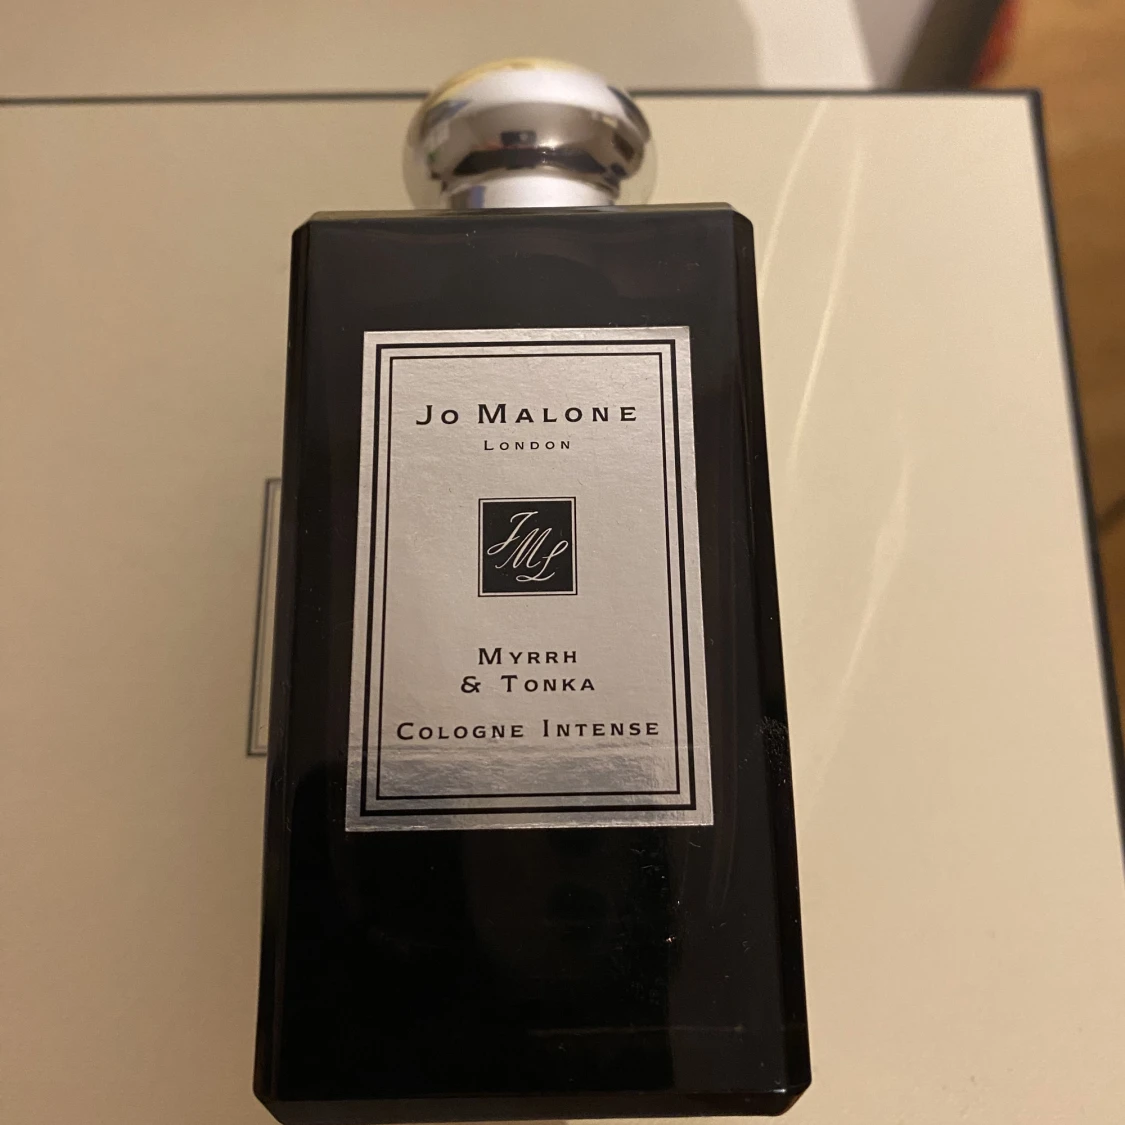 Jo Malone
London
JML
Myrrh
& Tonka
Cologne Intense